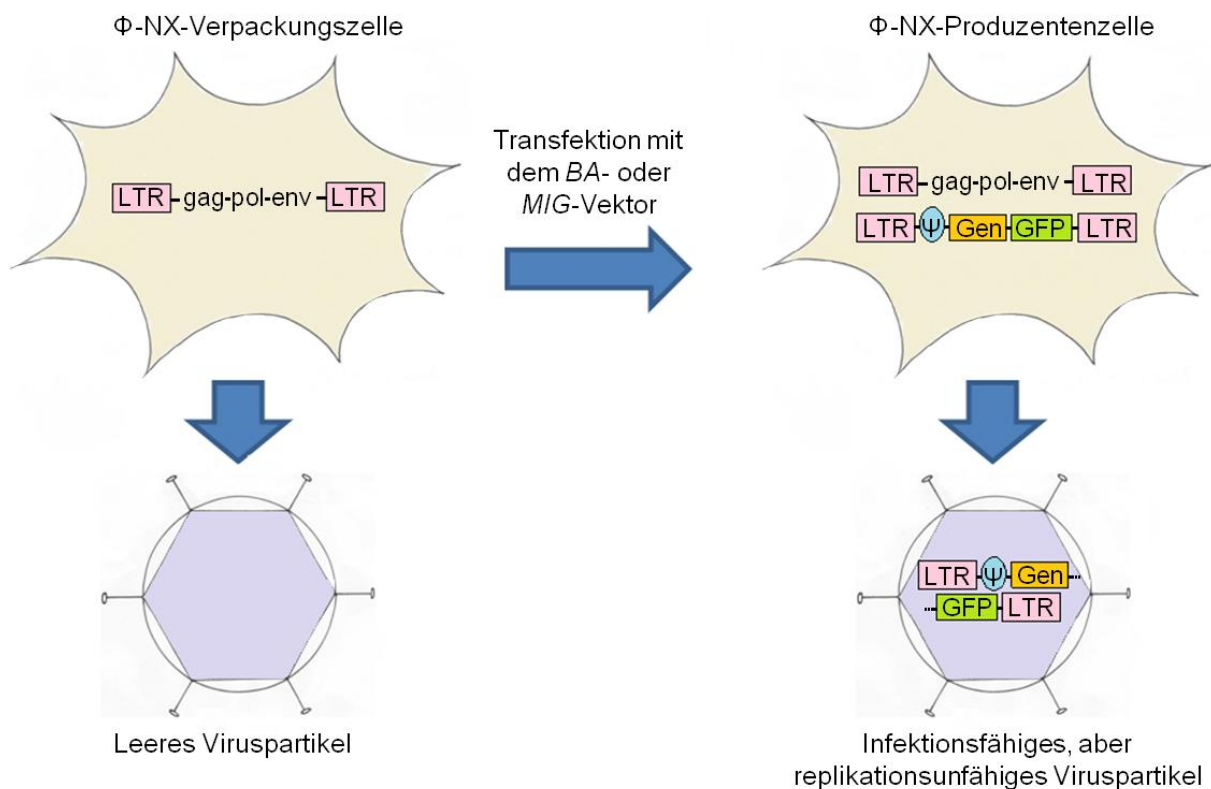 Φ-NX-Verpackungszelle
LTR gag-pol-env LTR
Transfektion mit
dem BA- oder
MIG-Vektor
Φ-NX-Produzentenzelle
LTR gag-pol-env LTR
LTR Ψ Gen GFP LTR
Leeres Viruspartikel
LTR Ψ Gen
GFP LTR
Infektionsfähiges, aber
replikationsunfähiges Viruspartikel